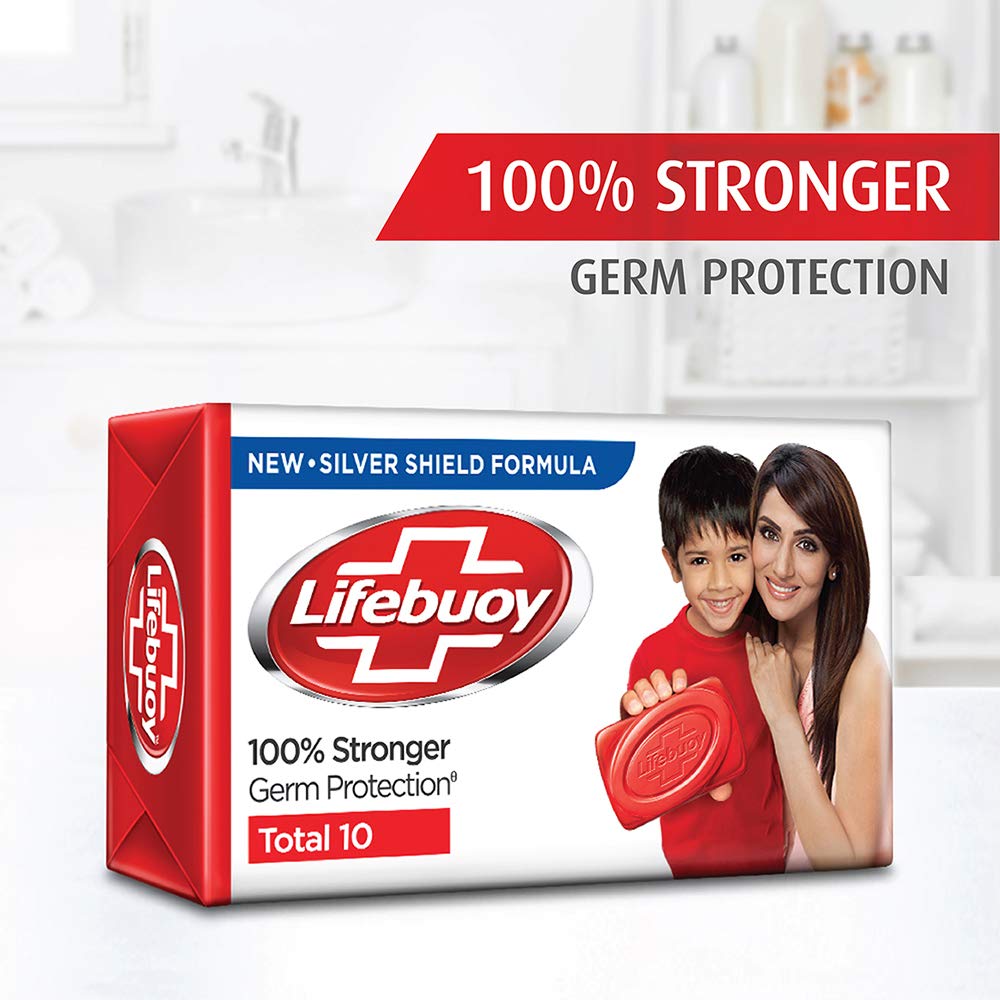 100% STRONGER
GERM PROTECTION
NEW • SILVER SHIELD FORMULA
Lifebuoy
Lifebuoy
100% Stronger
Germ Protection^θ
Total 10
Lifebuoy